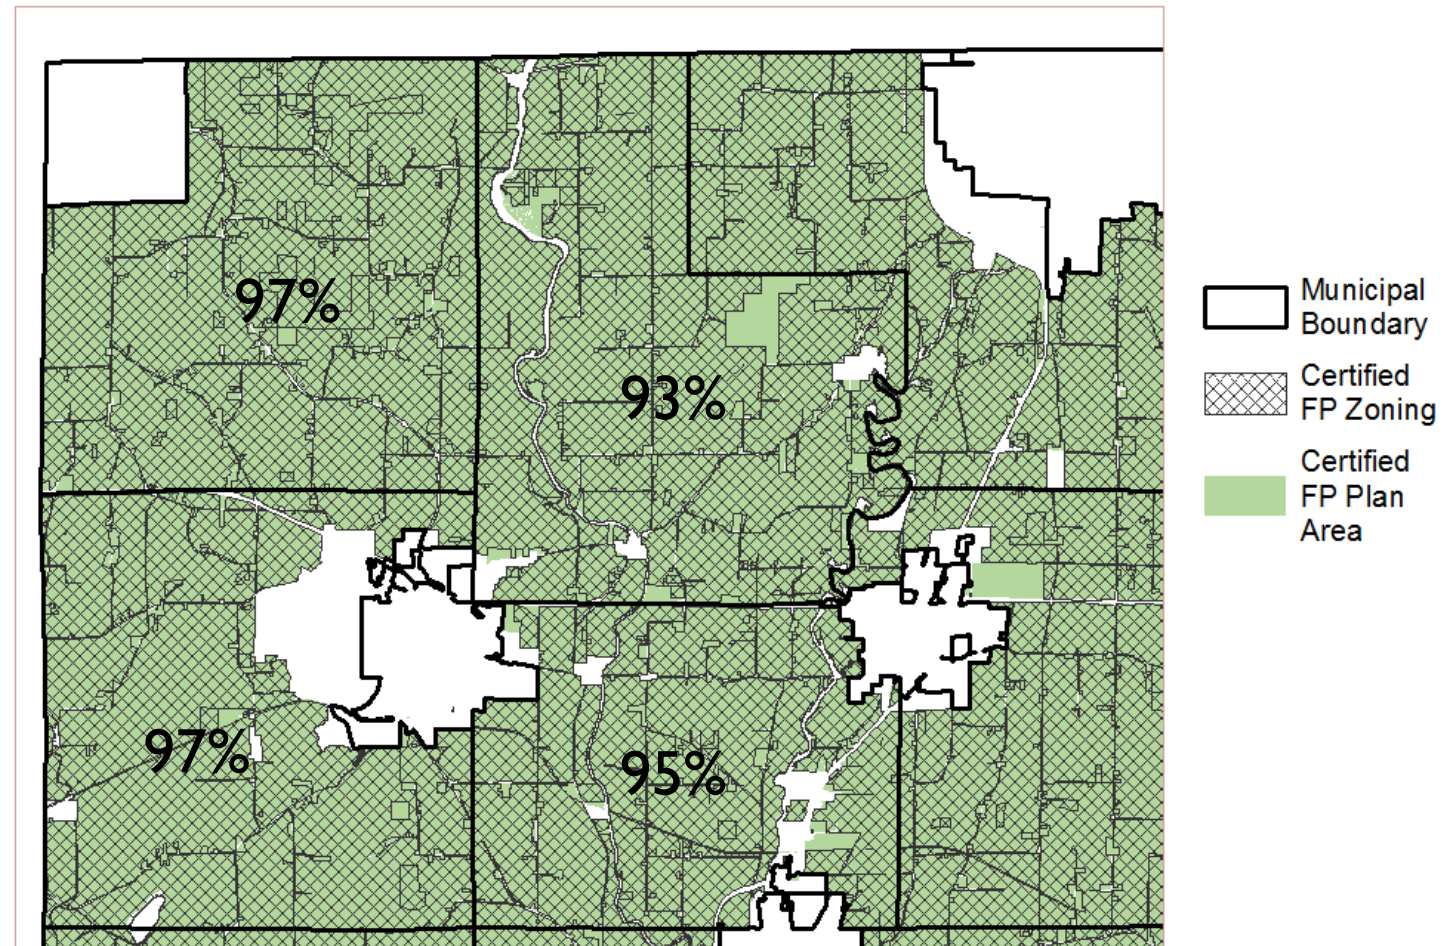 97%
93%
97%
95%
Municipal
Boundary
Certified
FP Zoning
Certified
FP Plan
Area